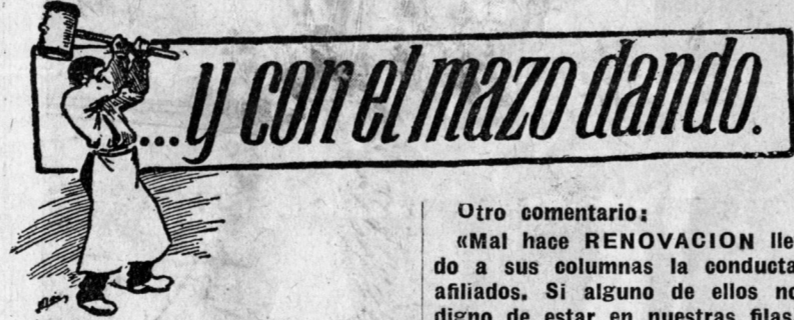 ...y con el mazo dando.
Otro comentario:
«Mal hace RENOVACION lle
do a sus columnas la conducta
afiliados. Si alguno de ellos no
digno de estar en nuestras filas,